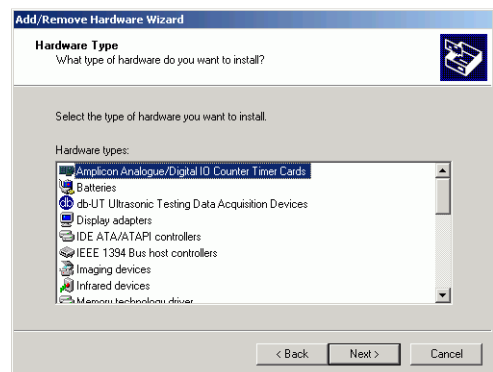 Add/Remove Hardware Wizard
Hardware Type
What type of hardware do you want to install?
Select the type of hardware you want to install.
Hardware types:
Amplicon Analogue/Digital IO Counter Timer Cards
Batteries
db-UT Ultrasonic Testing Data Acquisition Devices
Display adapters
IDE ATA/ATAPI controllers
IEEE 1394 Bus host controllers
Imaging devices
Infrared devices
Memory technology driver
< Back
Next >
Cancel